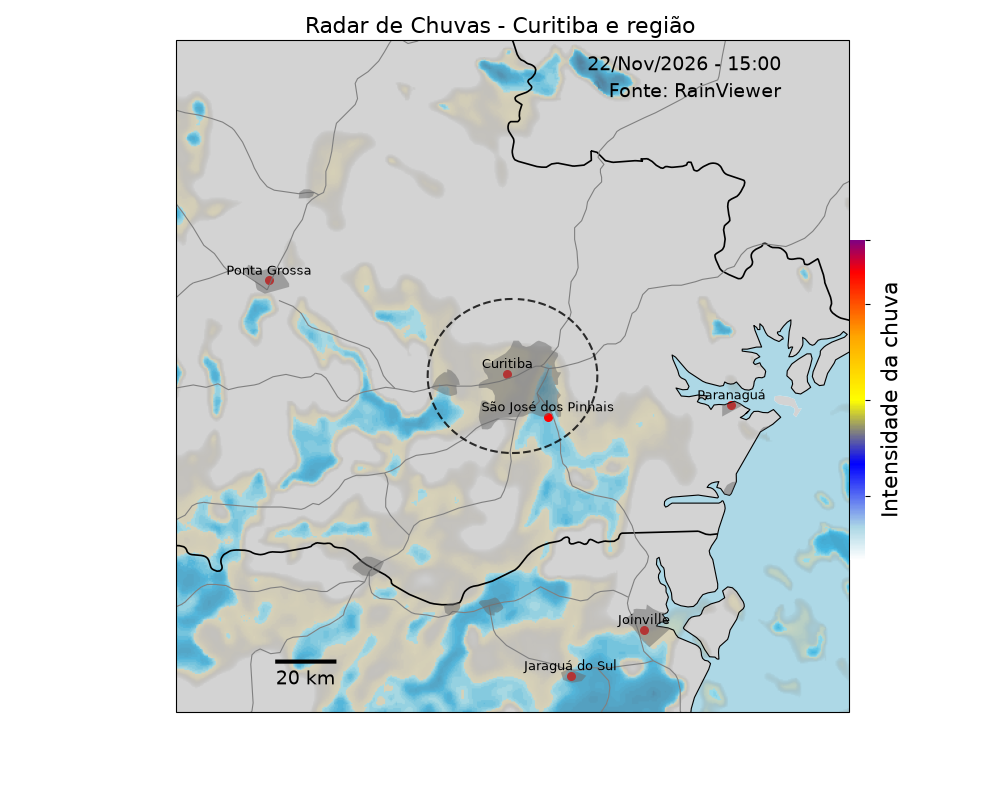 Radar de Chuvas - Curitiba e região
22/Nov/2026 - 15:00
Fonte: RainViewer
Ponta Grossa
Curitiba
São José dos Pinhais
Paranaguá
Intensidade da chuva
Joinville
Jaraguá do Sul
20 km